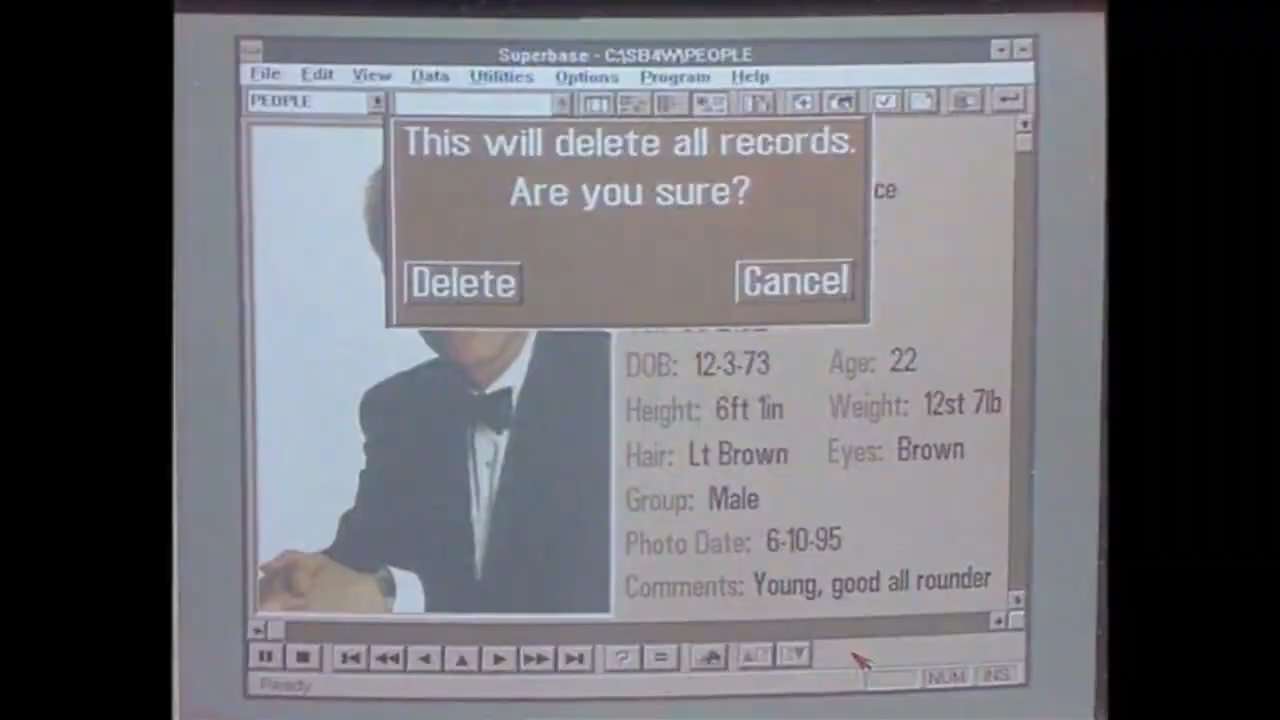 Superbase - C:\SB4W\PEOPLE
File Edit View Data Utilities Options Program Help
PEOPLE
This will delete all records.
Are you sure?
ce
Delete Cancel
DOB: 12-3-73 Age: 22
Height: 6ft 1in Weight: 12st 7lb
Hair: Lt Brown Eyes: Brown
Group: Male
Photo Date: 6-10-95
Comments: Young, good all rounder
Ready NUM INS